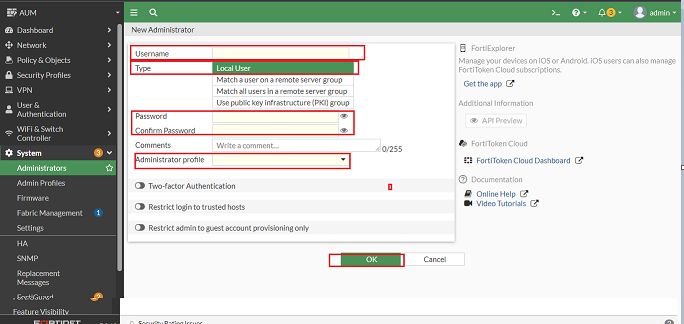 AUM
admin
3
Dashboard
Network
Policy & Objects
Security Profiles
VPN
User &
Authentication
WiFi & Switch
Controller
System
3
Administrators
Admin Profiles
Firmware
Fabric Management
1
Settings
HA
SNMP
Replacement
Messages
FortiGuard
Feature Visibility
FORTINET
New Administrator
Username
Type
Local User
Match a user on a remote server group
Match all users in a remote server group
Use public key infrastructure (PKI) group
Password
Confirm Password
Comments
Write a comment...
0/255
Administrator profile
Two-factor Authentication
Restrict login to trusted hosts
Restrict admin to guest account provisioning only
OK
Cancel
FortiExplorer
Manage your devices on iOS or Android. iOS users can also manage
FortiToken Cloud subscriptions.
Get the app
Additional Information
API Preview
FortiToken Cloud
FortiToken Cloud Dashboard
Documentation
Online Help
Video Tutorials
Security Rating Issues